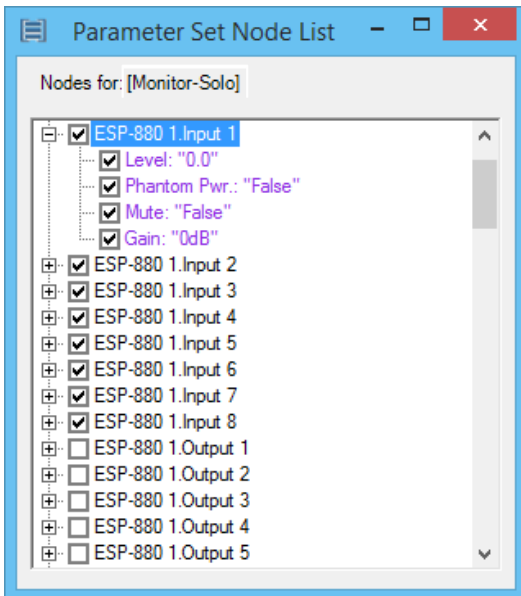 Parameter Set Node List
Nodes for: [Monitor-Solo]
ESP-880 1.Input 1
Level: "0.0"
Phantom Pwr.: "False"
Mute: "False"
Gain: "0dB"
ESP-880 1.Input 2
ESP-880 1.Input 3
ESP-880 1.Input 4
ESP-880 1.Input 5
ESP-880 1.Input 6
ESP-880 1.Input 7
ESP-880 1.Input 8
ESP-880 1.Output 1
ESP-880 1.Output 2
ESP-880 1.Output 3
ESP-880 1.Output 4
ESP-880 1.Output 5